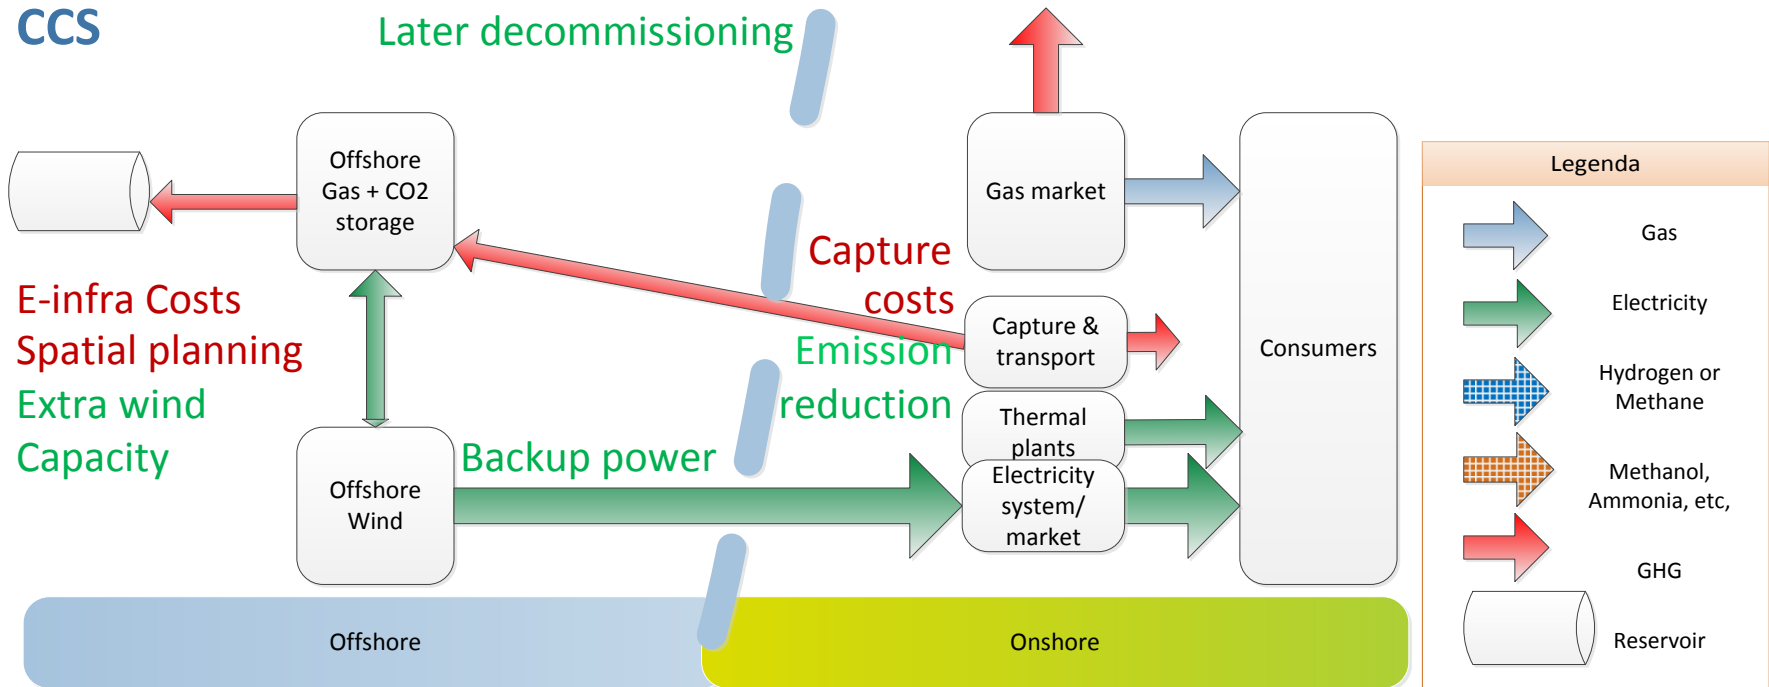 CCS
Later decommissioning
Offshore
Gas + CO2
storage
Gas market
Capture
costs
E-infra Costs
Spatial planning
Extra wind
Capacity
Capture &
transport
Consumers
Emission
reduction
Thermal
plants
Backup power
Offshore
Wind
Electricity
system/
market
Offshore
Onshore
Legenda
Gas
Electricity
Hydrogen or
Methane
Methanol,
Ammonia, etc,
GHG
Reservoir